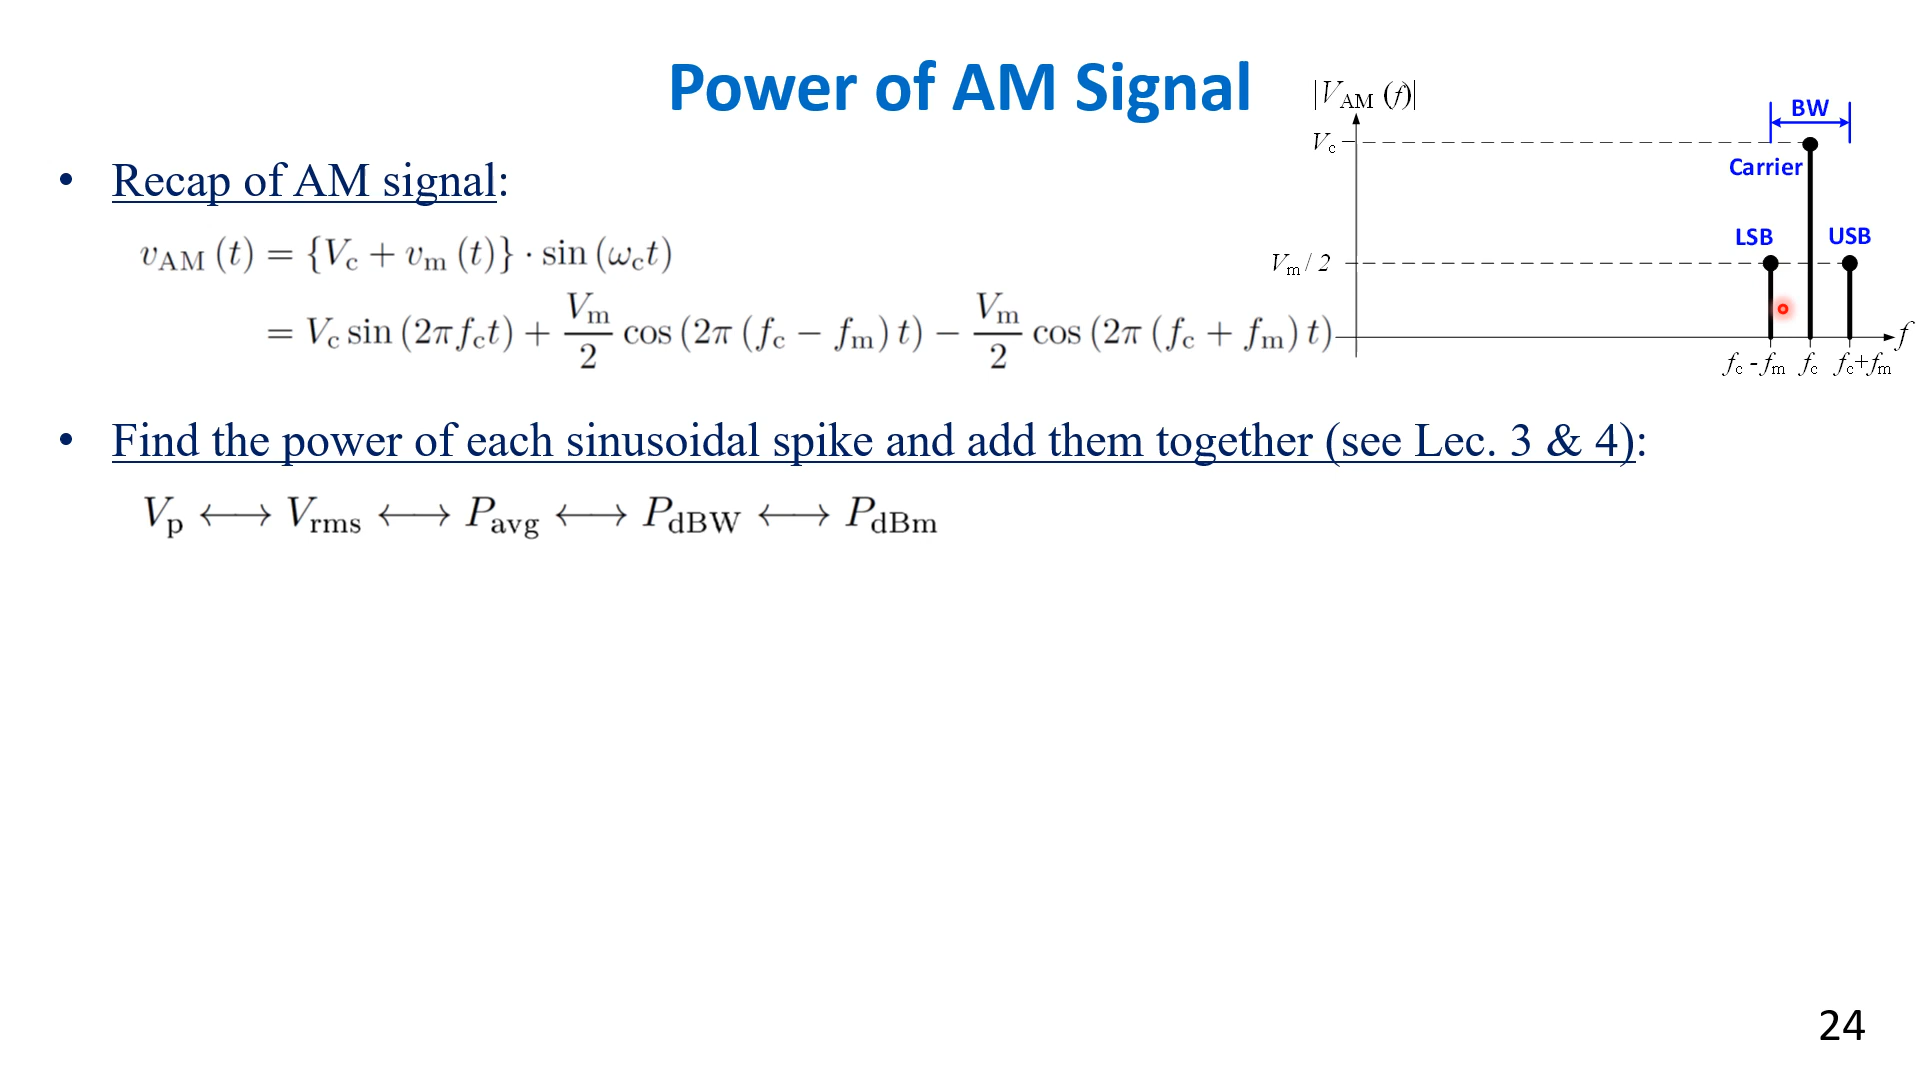 Power of AM Signal
• Recap of AM signal:
v_AM (t) = {V_c + v_m (t)} · sin (ω_c t)
= V_c sin (2πf_c t) + V_m/2 cos (2π (f_c − f_m) t) − V_m/2 cos (2π (f_c + f_m) t)
|V_AM (f)|
BW
V_c
Carrier
LSB
USB
V_m / 2
f
f_c - f_m
f_c
f_c+f_m
• Find the power of each sinusoidal spike and add them together (see Lec. 3 & 4):
V_p ⟷ V_rms ⟷ P_avg ⟷ P_dBW ⟷ P_dBm
24